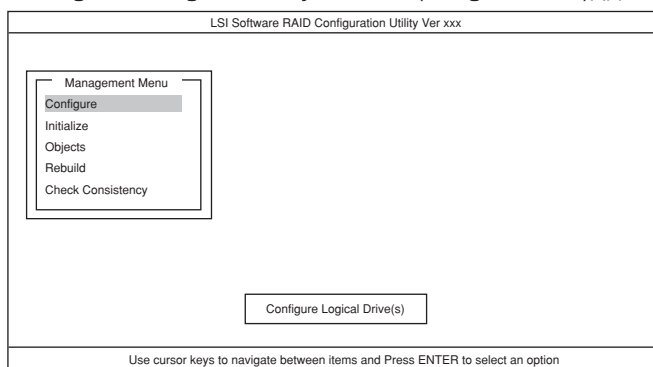 LSI Software RAID Configuration Utility Ver xxx
Management Menu
Configure
Initialize
Objects
Rebuild
Check Consistency
Configure Logical Drive(s)
Use cursor keys to navigate between items and Press ENTER to select an option